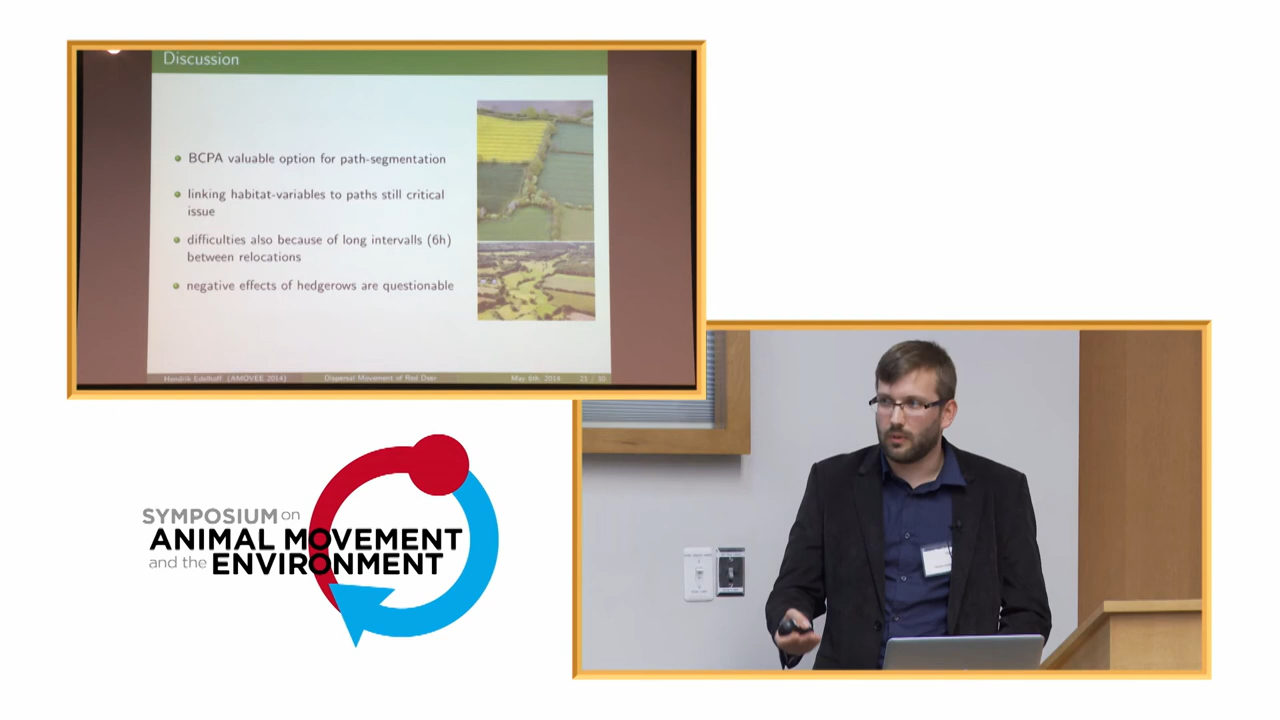 Discussion
BCPA valuable option for path-segmentation
linking habitat-variables to paths still critical
issue
difficulties also because of long intervalls (6h)
between relocations
negative effects of hedgerows are questionable
Hendrik Edelhoff (AMOVEE 2014) Dispersal Movement of Red Deer May 6th, 2014 23 / 30
SYMPOSIUM on
ANIMAL MOVEMENT
and the ENVIRONMENT